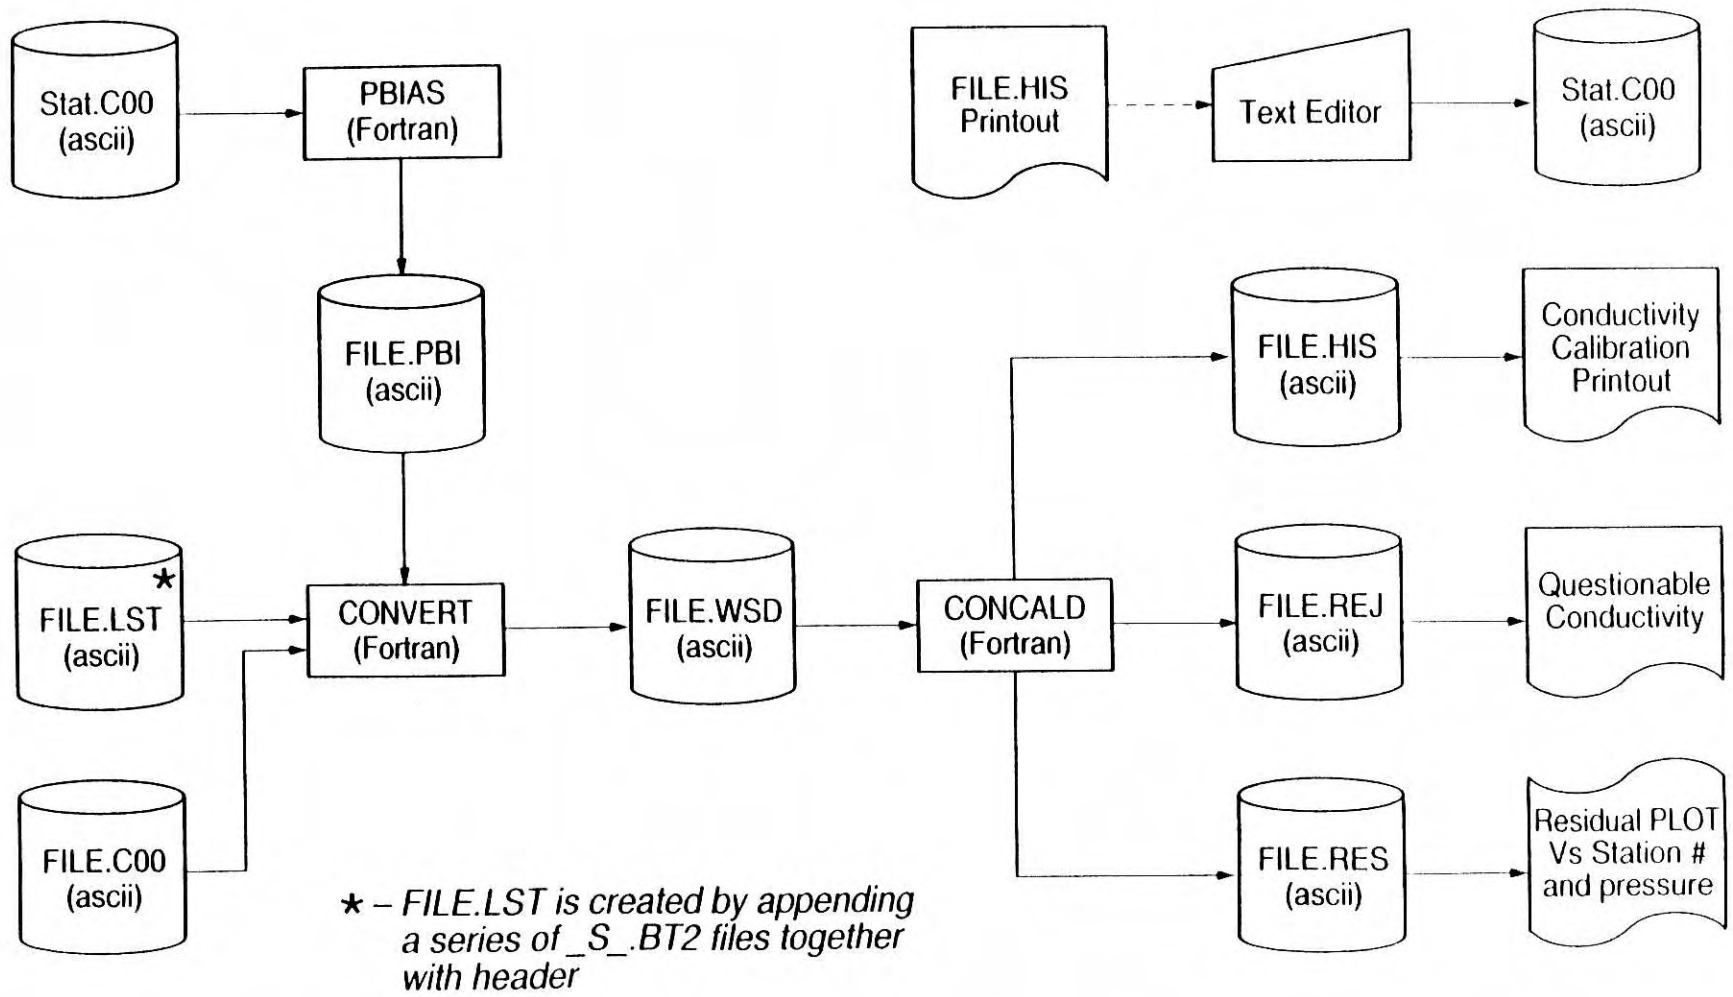 Stat.C00
(ascii)
PBIAS
(Fortran)
FILE.HIS
Printout
Text Editor
Stat.C00
(ascii)
FILE.PBI
(ascii)
FILE.HIS
(ascii)
Conductivity
Calibration
Printout
★
FILE.LST
(ascii)
CONVERT
(Fortran)
FILE.WSD
(ascii)
CONCALD
(Fortran)
FILE.REJ
(ascii)
Questionable
Conductivity
FILE.C00
(ascii)
FILE.RES
(ascii)
Residual PLOT
Vs Station #
and pressure
★ – FILE.LST is created by appending
a series of _S_.BT2 files together
with header